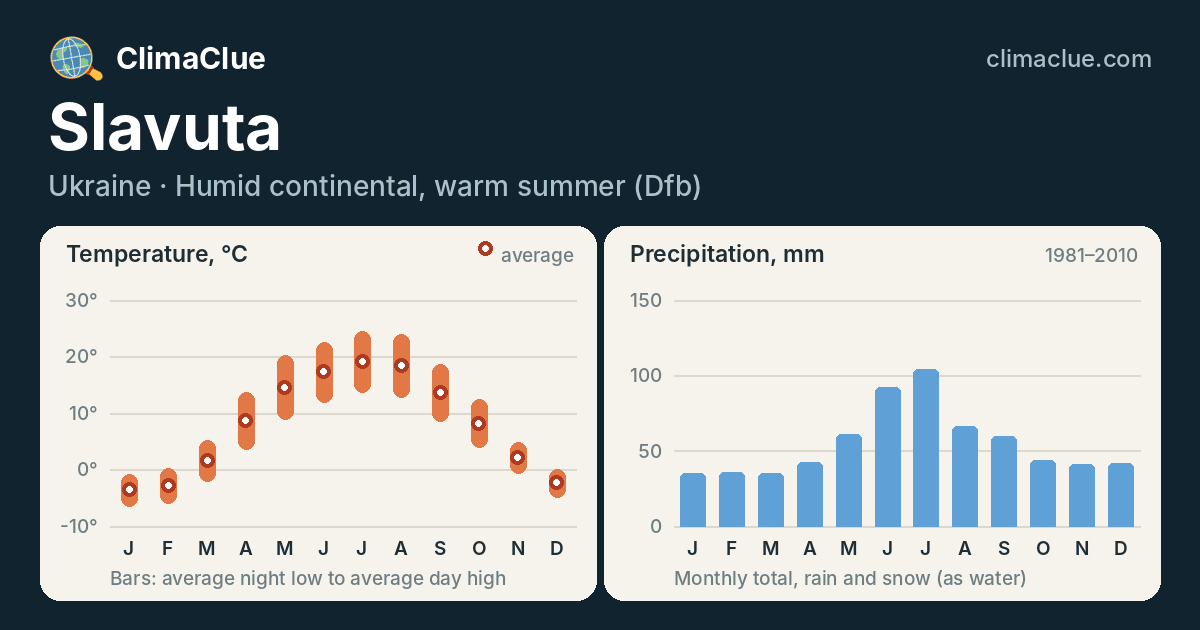 ClimaClue
climaclue.com
Slavuta
Ukraine · Humid continental, warm summer (Dfb)
Temperature, °C
average
30°
20°
10°
0°
-10°
J F M A M J J A S O N D
Bars: average night low to average day high
Precipitation, mm
1981–2010
150
100
50
0
J F M A M J J A S O N D
Monthly total, rain and snow (as water)